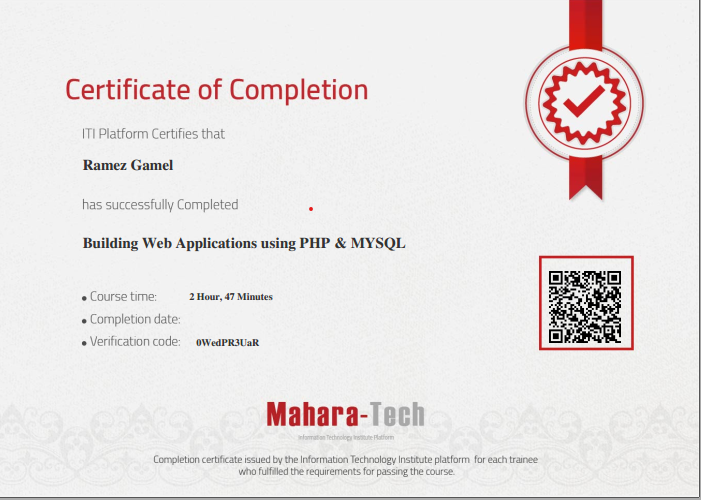 Certificate of Completion
ITI Platform Certifies that
Ramez Gamel
has successfully Completed
Building Web Applications using PHP & MYSQL
• Course time: 2 Hour, 47 Minutes
• Completion date:
• Verification code: 0WedPR3UaR
Mahara-Tech
Information Technology Institute Platform
Completion certificate issued by the Information Technology Institute platform for each trainee
who fulfilled the requirements for passing the course.